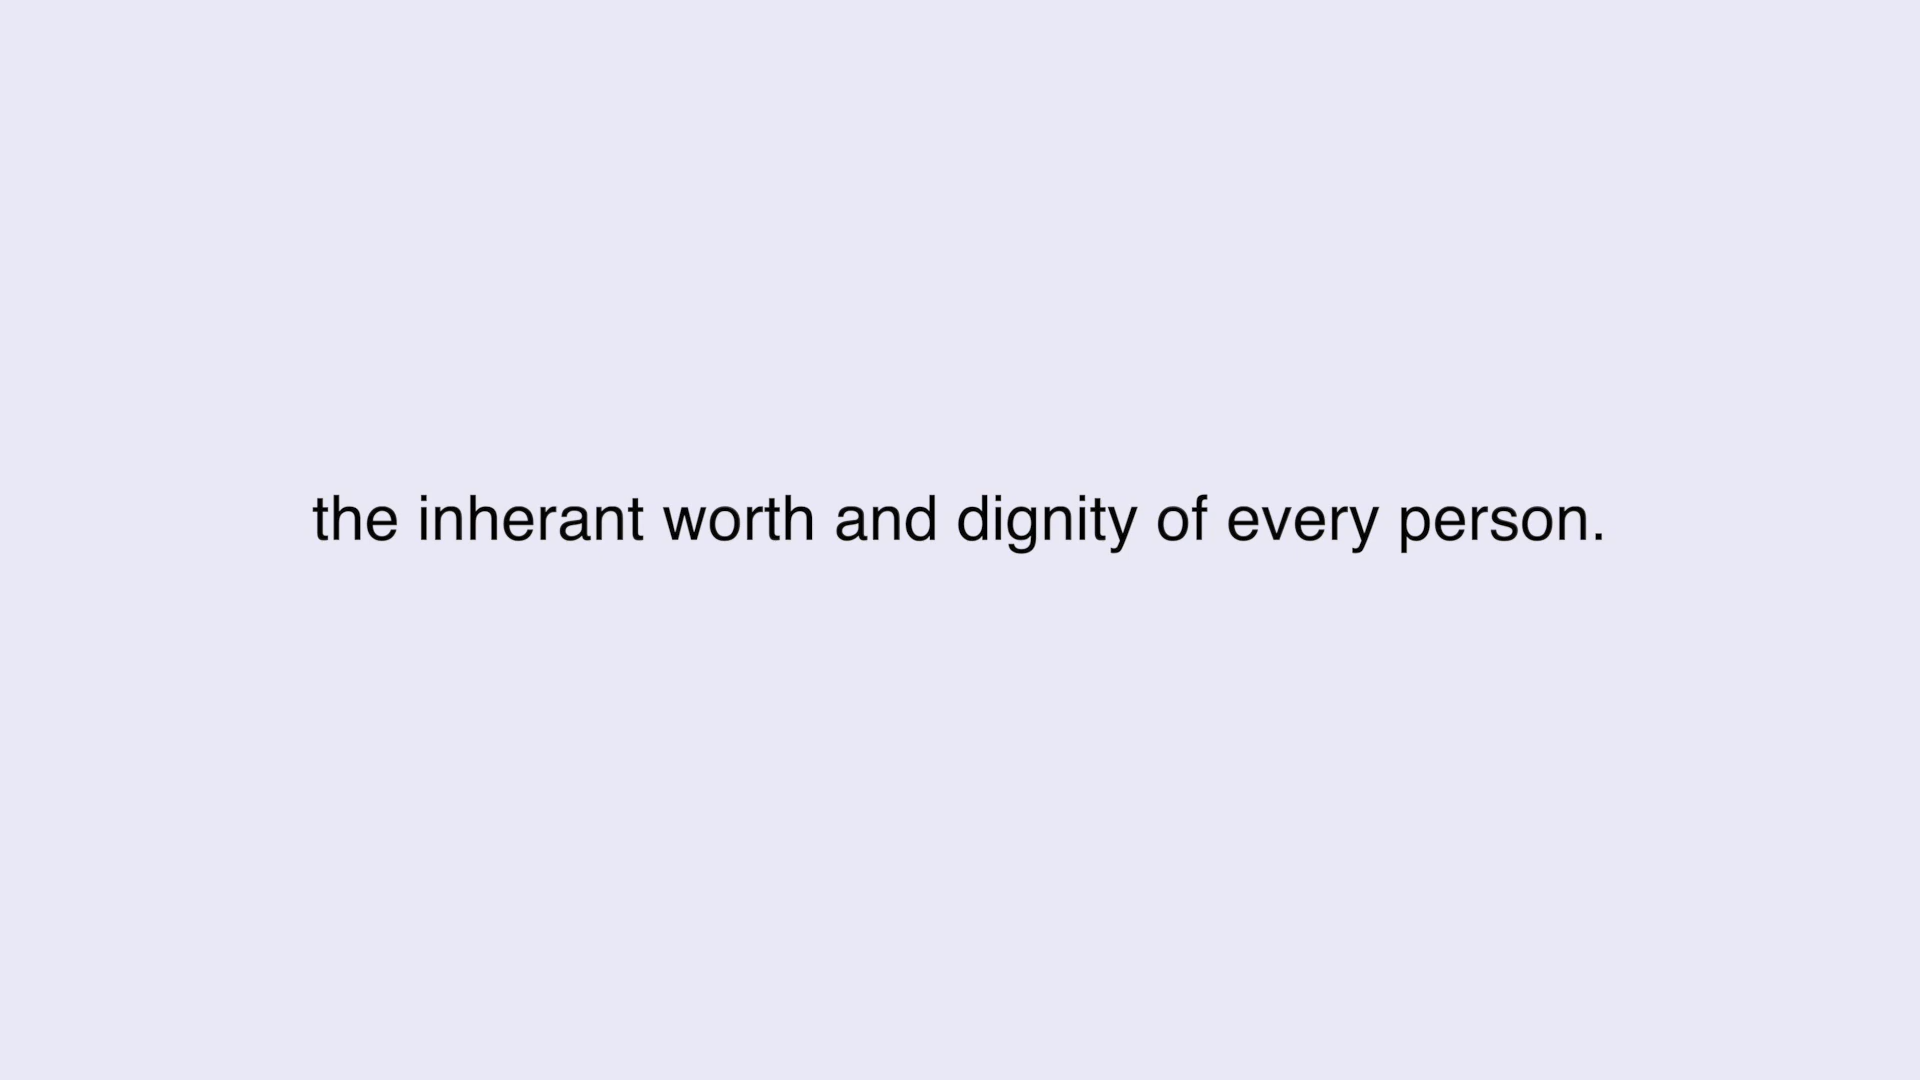 the inherant worth and dignity of every person.